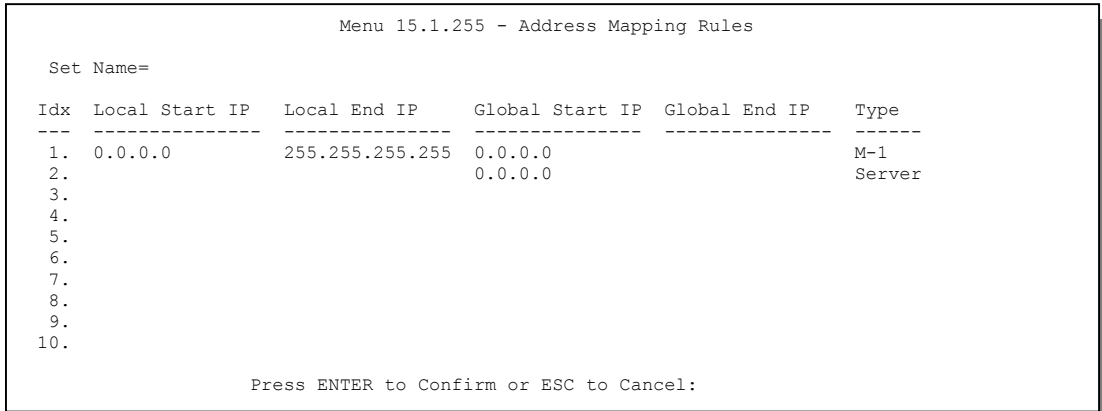 Menu 15.1.255 - Address Mapping Rules
Set Name=
Idx Local Start IP Local End IP Global Start IP Global End IP Type
--- --------------- --------------- --------------- --------------- ------
1. 0.0.0.0 255.255.255.255 0.0.0.0 M-1
2. 0.0.0.0 Server
3.
4.
5.
6.
7.
8.
9.
10.
Press ENTER to Confirm or ESC to Cancel: